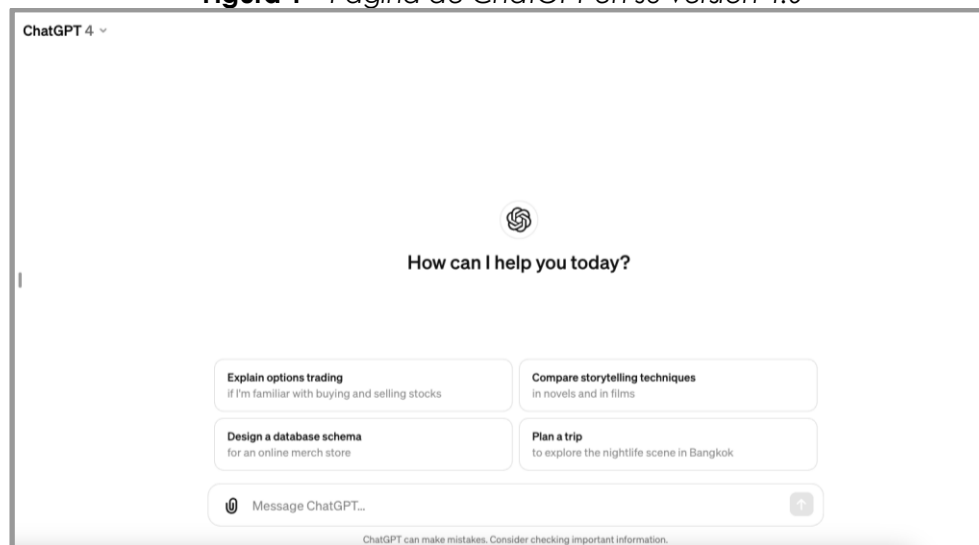 Figura 1 - Página de ChatGPT en su versión 4.0
ChatGPT 4
How can I help you today?
Explain options trading
if I'm familiar with buying and selling stocks
Compare storytelling techniques
in novels and in films
Design a database schema
for an online merch store
Plan a trip
to explore the nightlife scene in Bangkok
Message ChatGPT...
ChatGPT can make mistakes. Consider checking important information.